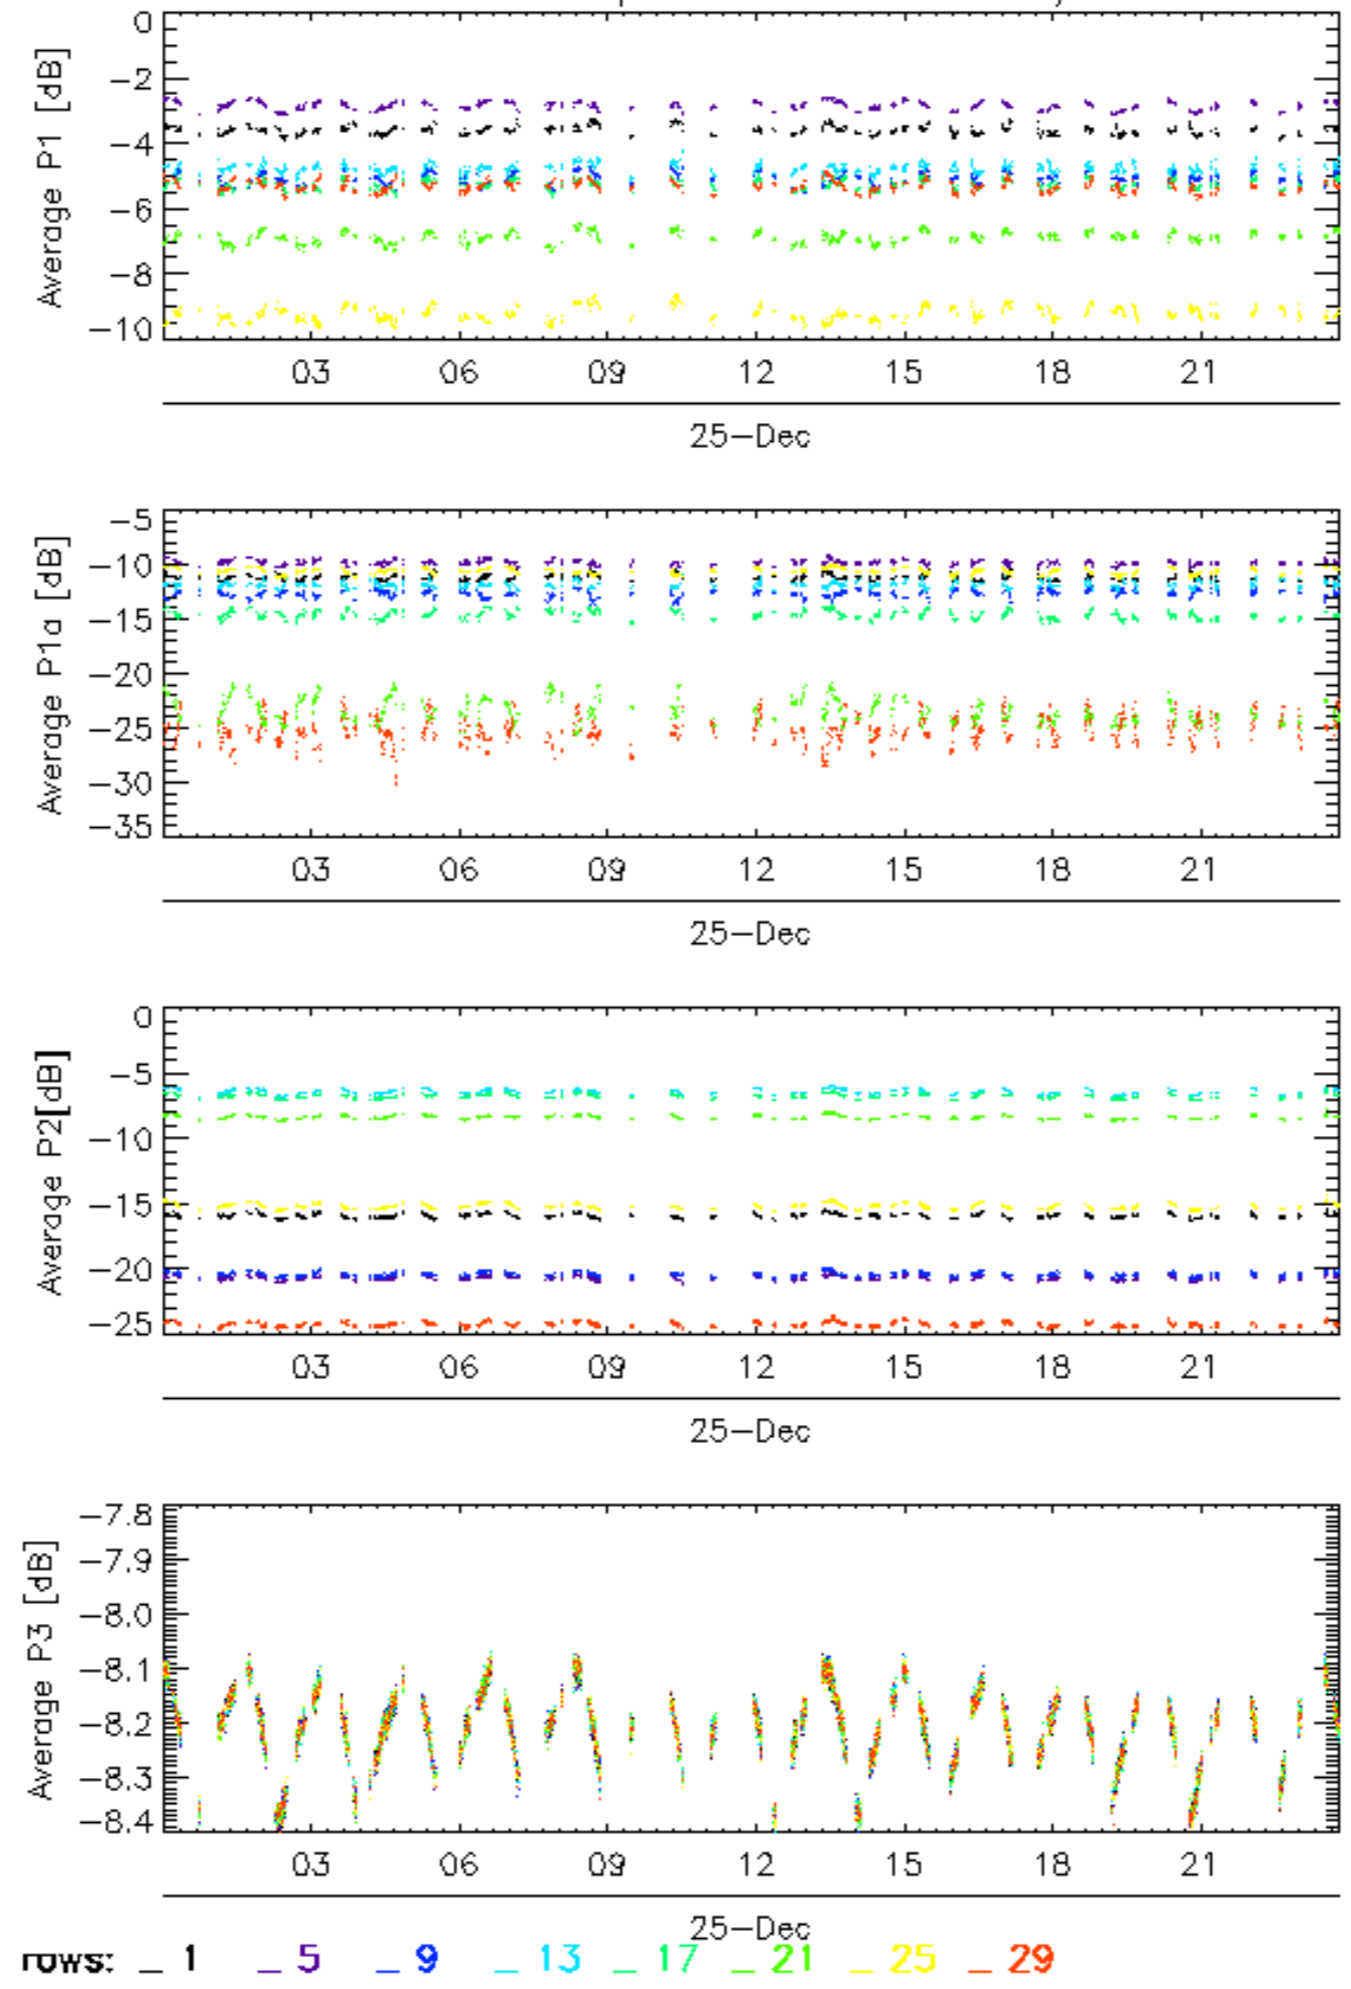 Average P1 [dB]
0
−2
−4
−6
−8
−10
03 06 09 12 15 18 21
25−Dec
Average P1a [dB]
−5
−10
−15
−20
−25
−30
−35
03 06 09 12 15 18 21
25−Dec
Average P2[dB]
0
−5
−10
−15
−20
−25
03 06 09 12 15 18 21
25−Dec
Average P3 [dB]
−7.8
−7.9
−8.0
−8.1
−8.2
−8.3
−8.4
03 06 09 12 15 18 21
25−Dec
rows: _ 1 _ 5 _ 9 _ 13 _ 17 _ 21 _ 25 _ 29